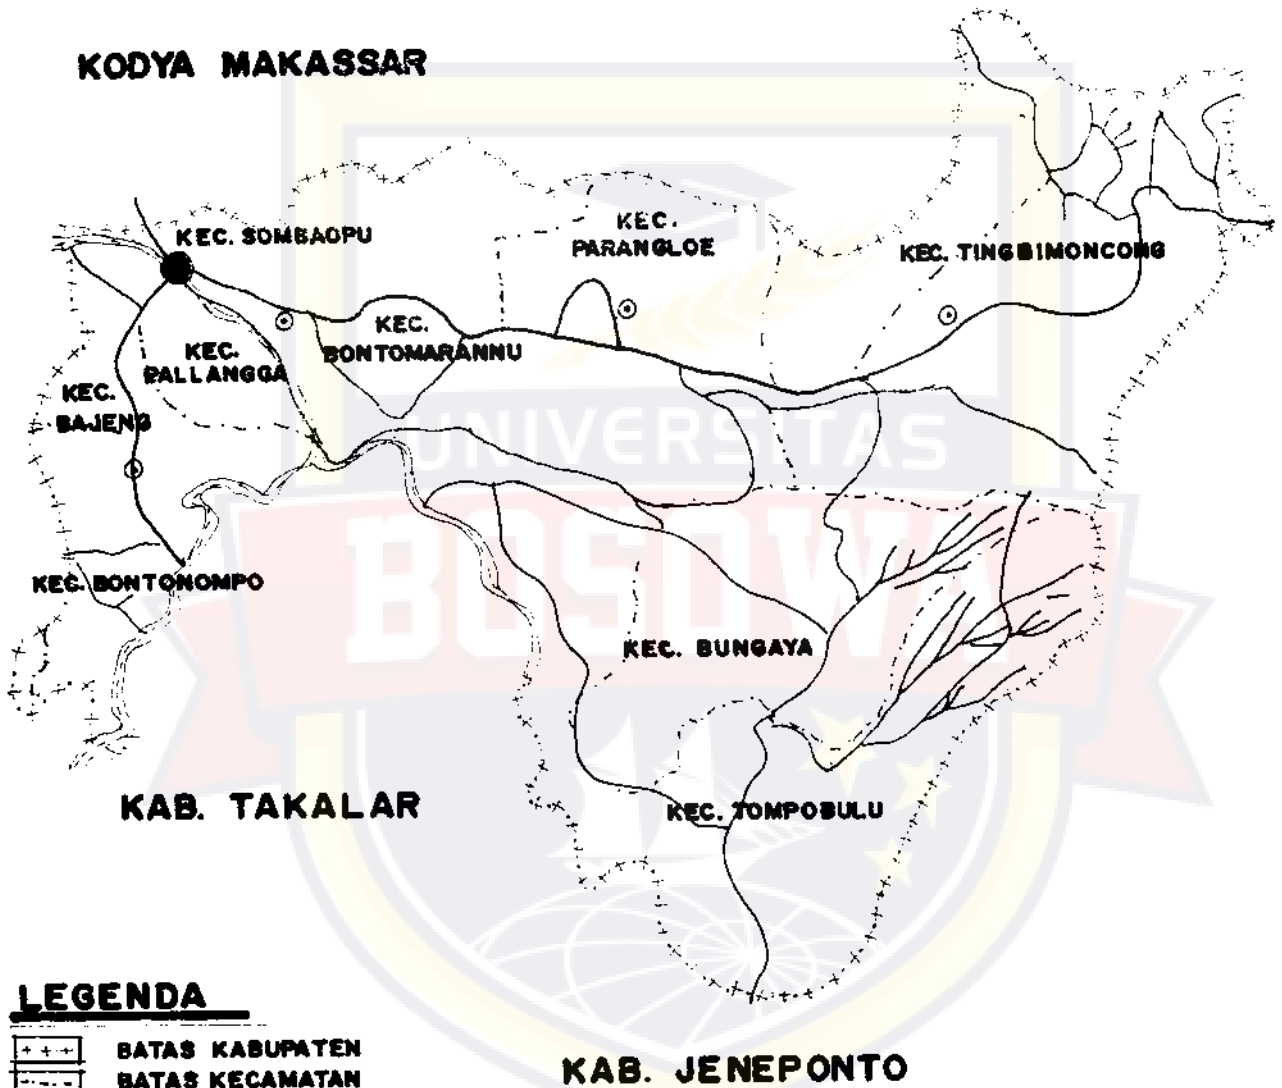 KODYA MAKASSAR
KEC. SOMBAOPU
KEC.
PARANGLOE
KEC. TINGBIMONCONG
KEC.
BONTOMARANNU
KEC.
PALLANGGA
KEC.
BAJENG
UNIVERSITAS
BOSOWA
KEC. BONTONOMPO
KEC. BUNGAYA
KAB. TAKALAR
KEC. TOMPOBULU
LEGENDA
BATAS KABUPATEN
BATAS KECAMATAN
KAB. JENEPONTO